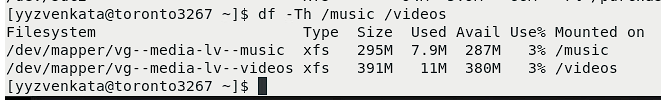 [yyzvenkata@toronto3267 ~]$ df -Th /music /videos
Filesystem                      Type  Size  Used Avail Use% Mounted on
/dev/mapper/vg--media-lv--music  xfs   295M  7.9M  287M   3% /music
/dev/mapper/vg--media-lv--videos xfs   391M   11M  380M   3% /videos
[yyzvenkata@toronto3267 ~]$